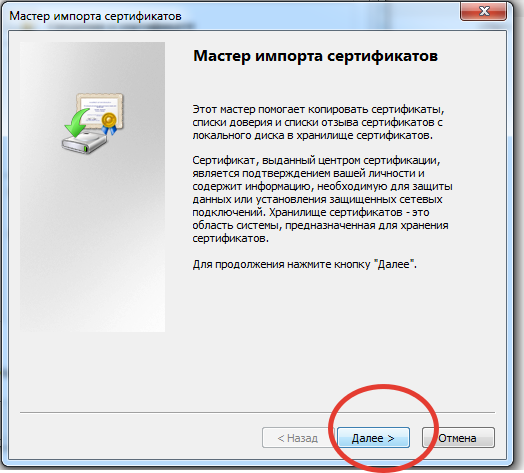 Мастер импорта сертификатов
Мастер импорта сертификатов
Этот мастер помогает копировать сертификаты,
списки доверия и списки отзыва сертификатов с
локального диска в хранилище сертификатов.
Сертификат, выданный центром сертификации,
является подтверждением вашей личности и
содержит информацию, необходимую для защиты
данных или установления защищенных сетевых
подключений. Хранилище сертификатов - это
область системы, предназначенная для хранения
сертификатов.
Для продолжения нажмите кнопку "Далее".
< Назад Далее > Отмена